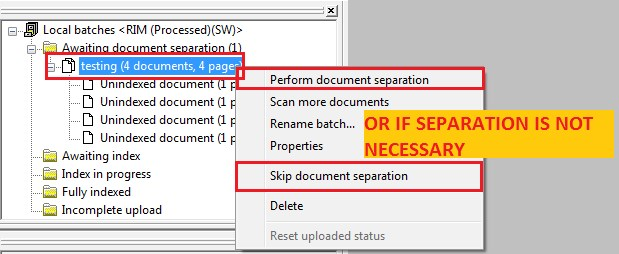 Local batches <RIM (Processed)(SW)>
Awaiting document separation (1)
testing (4 documents, 4 pages
Perform document separation
Unindexed document (1 p
Scan more documents
Unindexed document (1 p
Rename batch...
OR IF SEPARATION IS NOT
Unindexed document (1 p
Properties
NECESSARY
Unindexed document (1 p
Awaiting index
Skip document separation
Index in progress
Fully indexed
Delete
Incomplete upload
Reset uploaded status